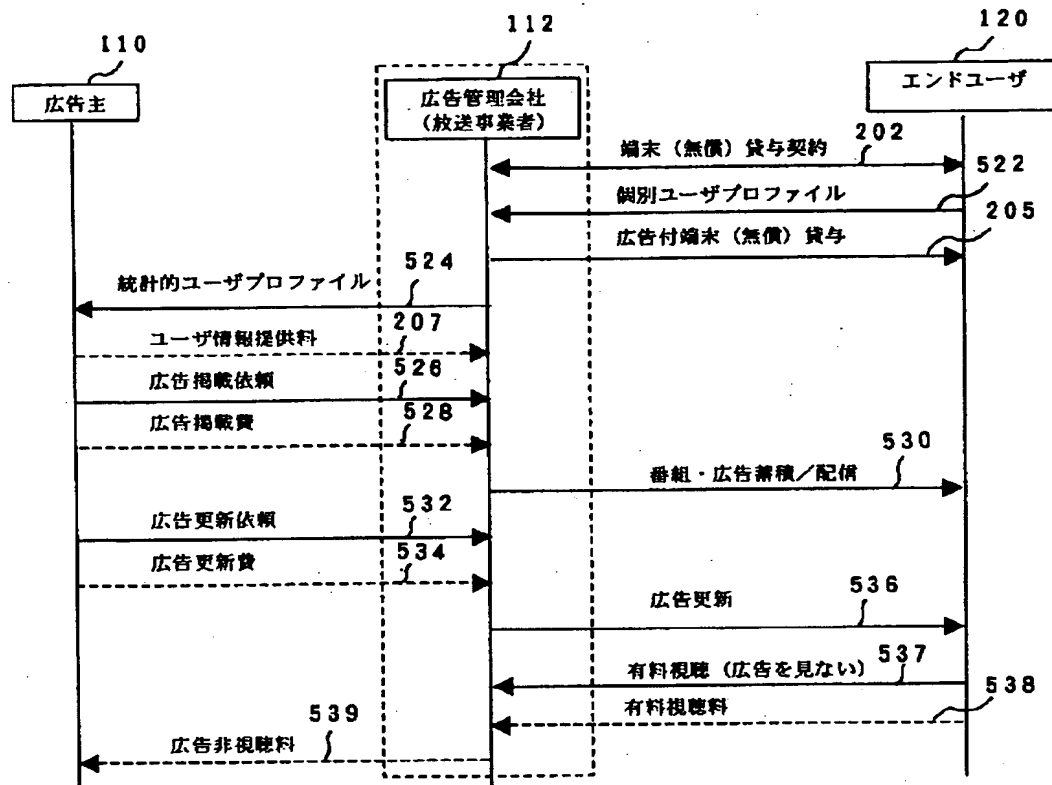 110
112
120
広告主
広告管理会社
(放送事業者)
エンドユーザ
端末(無償)貸与契約
202
個別ユーザプロファイル
522
広告付端末(無償)貸与
205
統計的ユーザプロファイル
524
ユーザ情報提供料
207
広告掲載依頼
526
広告掲載費
528
番組・広告蓄積/配信
530
広告更新依頼
532
広告更新費
534
広告更新
536
有料視聴(広告を見ない)
537
有料視聴料
538
広告非視聴料
539